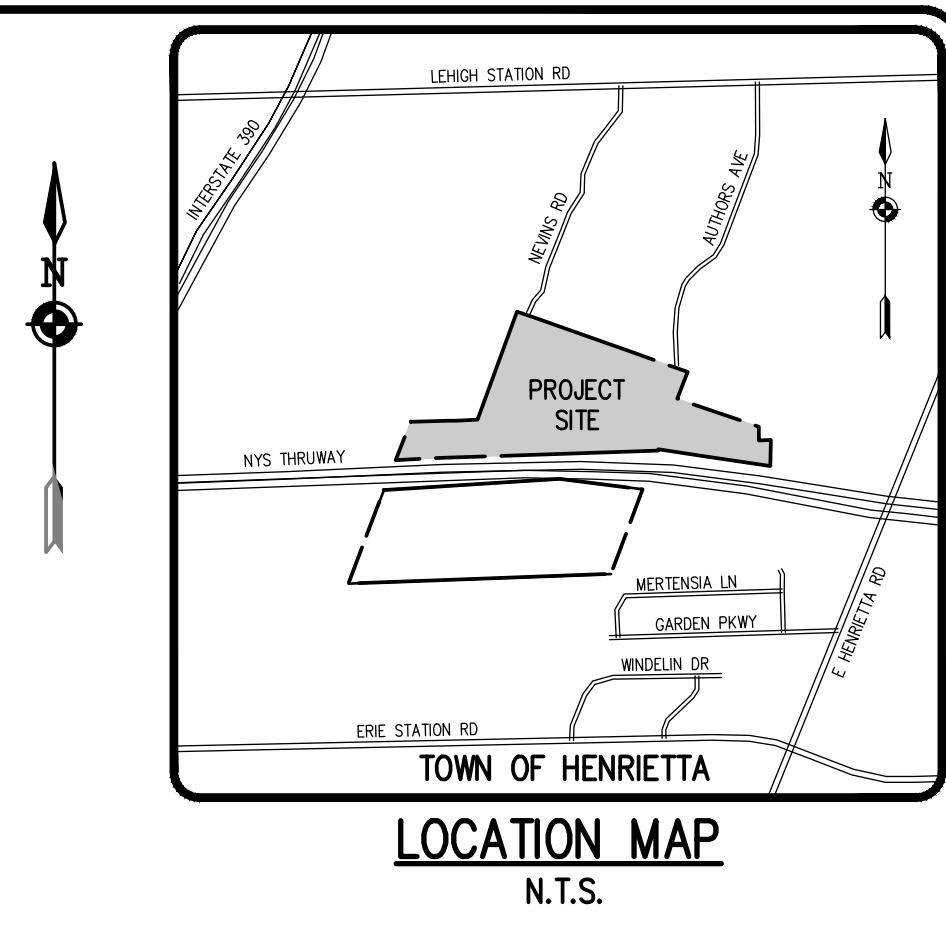 LEHIGH STATION RD
INTERSTATE 390
NEVINS RD
AUTHORS AVE
N
N
PROJECT
SITE
NYS THRUWAY
MERTENSIA LN
GARDEN PKWY
E HENRIETTA RD
WINDELIN DR
ERIE STATION RD
TOWN OF HENRIETTA
LOCATION MAP
N.T.S.